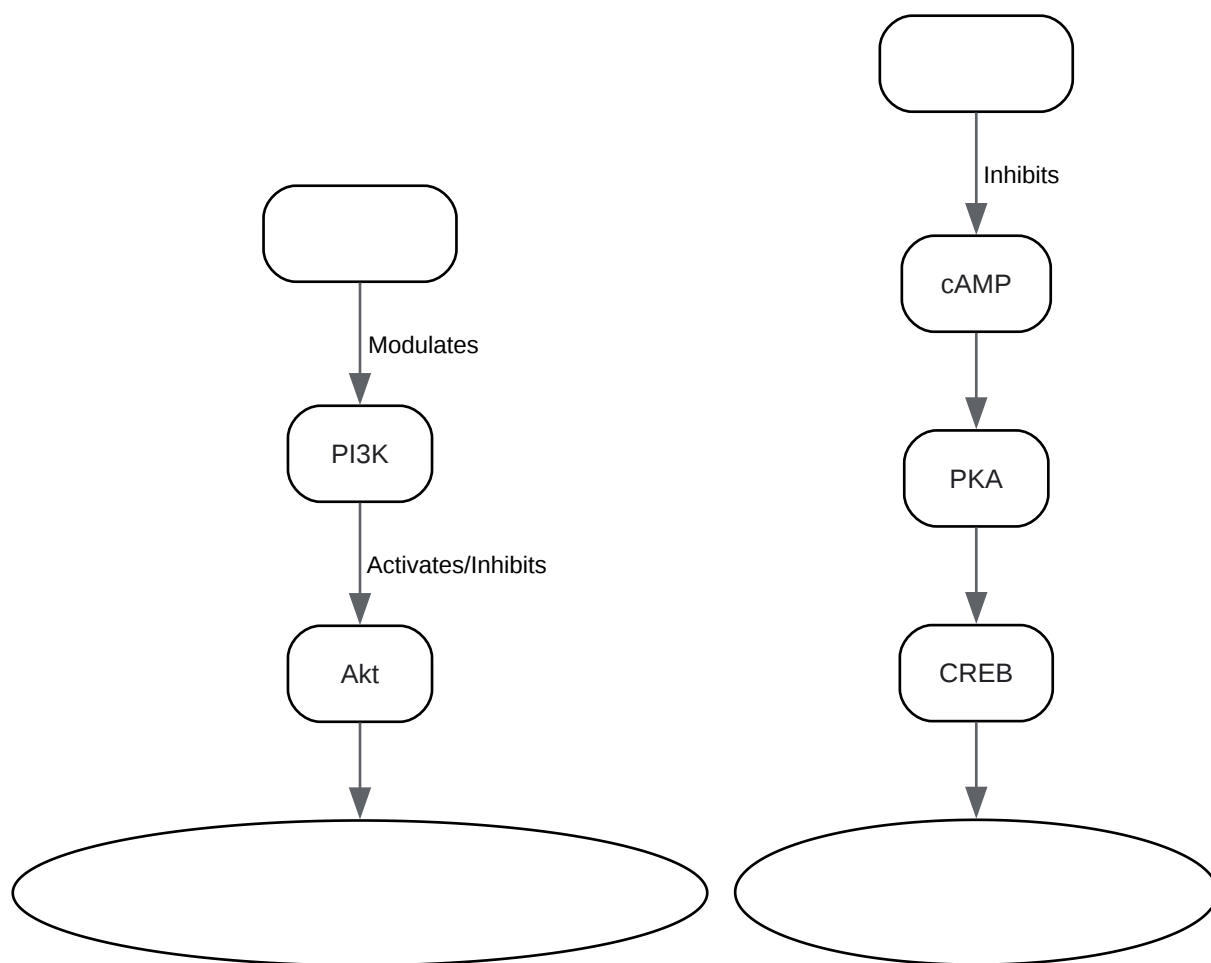 Inhibits
Modulates
cAMP
PI3K
PKA
Activates/Inhibits
Akt
CREB